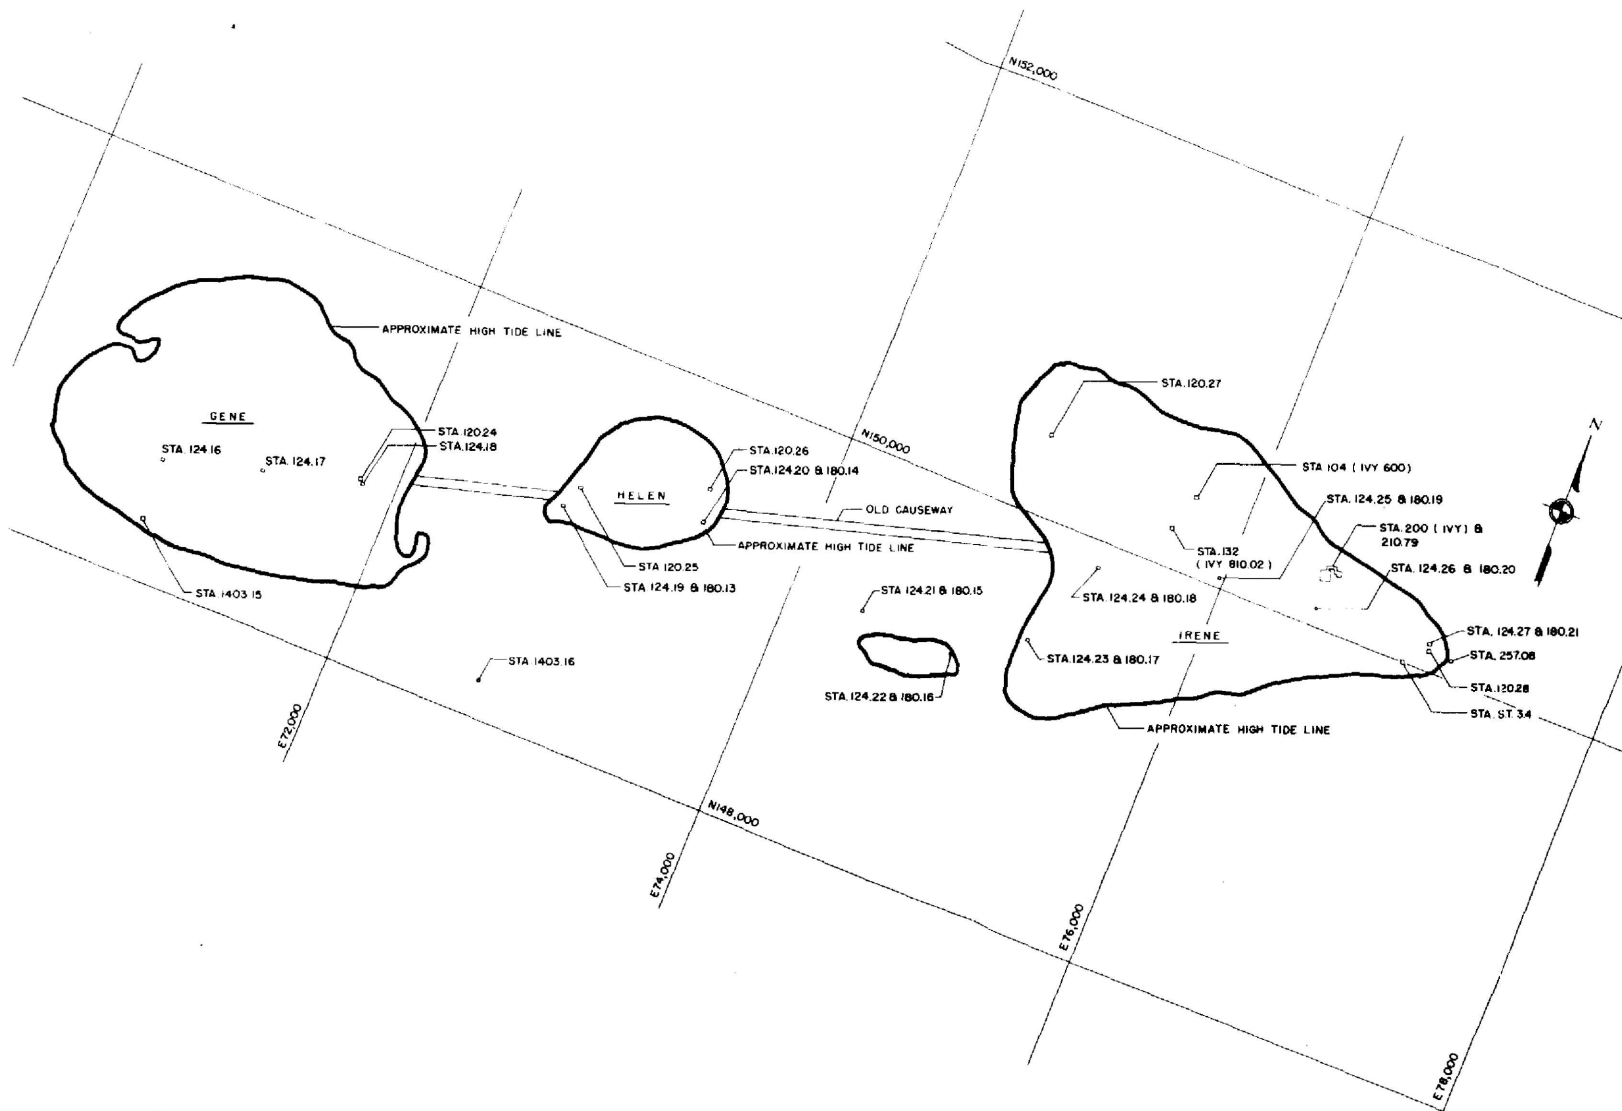 N152,000
APPROXIMATE HIGH TIDE LINE
GENE
STA. 124.16
STA. 124.17
STA. 120.24
STA. 124.18
STA. 1403.15
N150,000
STA. 120.26
STA. 124.20 & 180.14
HELEN
OLD CAUSEWAY
APPROXIMATE HIGH TIDE LINE
STA. 120.25
STA. 124.19 & 180.13
STA. 1403.16
STA. 124.21 & 180.15
STA. 124.22 & 180.16
STA. 120.27
N
STA. 104 ( IVY 600)
STA. 124.25 & 180.19
STA. 200 ( IVY) &
210.79
STA. 132
( IVY 810.02 )
STA. 124.26 & 180.20
STA. 124.24 & 180.18
IRENE
STA. 124.27 & 180.21
STA. 257.08
STA. 124.23 & 180.17
STA. 120.28
STA. S.T. 34
APPROXIMATE HIGH TIDE LINE
E72,000
N148,000
E74,000
E76,000
E78,000